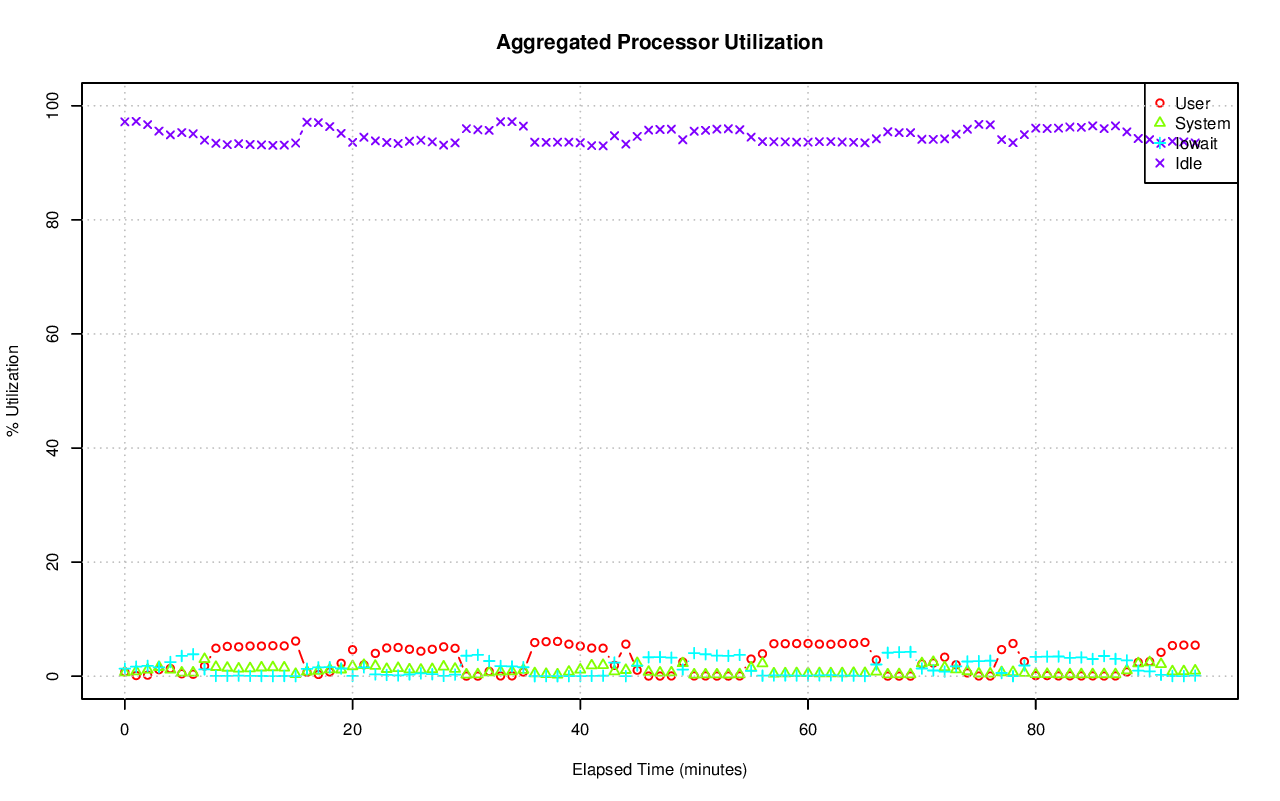 Aggregated Processor Utilization
% Utilization
100
80
60
40
20
0
User
System
Iowait
Idle
0 20 40 60 80
Elapsed Time (minutes)